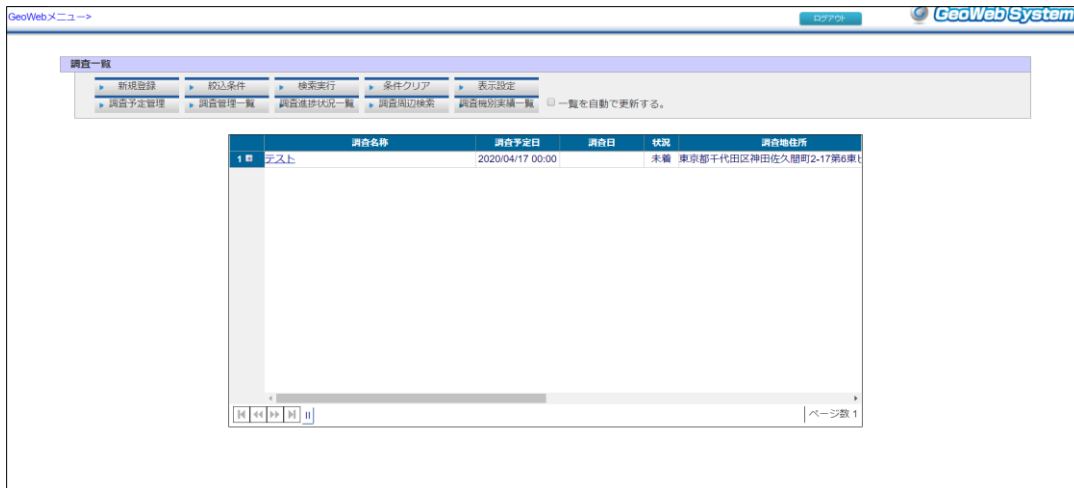 GeoWebメニュー>
ログアウト
GeoWeb System
調査一覧
新規登録 絞込条件 検索実行 条件クリア 表示設定
調査予定管理 調査管理一覧 調査進捗状況一覧 調査周辺検索 調査機別実績一覧 一覧を自動で更新する。
調査名称 調査予定日 調査日 状況 調査地住所
1 テスト 2020/04/17 00:00 未着 東京都千代田区神田佐久間町2-17第6東ビ
ページ数 1